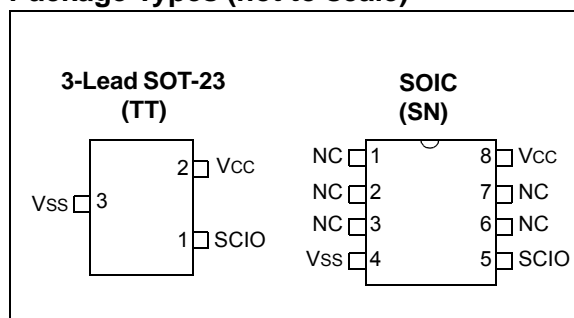 Package Types (not to scale)
3-Lead SOT-23
(TT)
2 VCC
VSS 3
1 SCIO
SOIC
(SN)
NC 1 8 VCC
NC 2 7 NC
NC 3 6 NC
VSS 4 5 SCIO